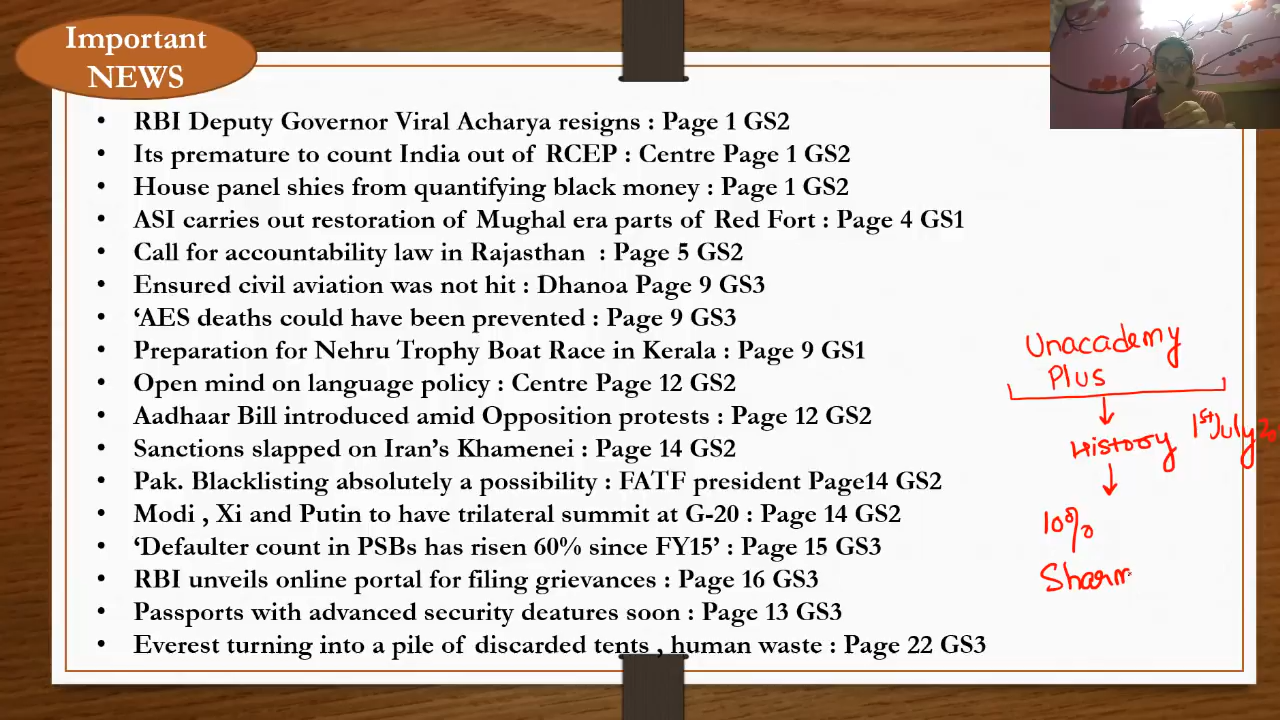 Important
NEWS
• RBI Deputy Governor Viral Acharya resigns : Page 1 GS2
• Its premature to count India out of RCEP : Centre Page 1 GS2
• House panel shies from quantifying black money : Page 1 GS2
• ASI carries out restoration of Mughal era parts of Red Fort : Page 4 GS1
• Call for accountability law in Rajasthan : Page 5 GS2
• Ensured civil aviation was not hit : Dhanoa Page 9 GS3
• ‘AES deaths could have been prevented : Page 9 GS3
• Preparation for Nehru Trophy Boat Race in Kerala : Page 9 GS1
• Open mind on language policy : Centre Page 12 GS2
• Aadhaar Bill introduced amid Opposition protests : Page 12 GS2
• Sanctions slapped on Iran’s Khamenei : Page 14 GS2
• Pak. Blacklisting absolutely a possibility : FATF president Page14 GS2
• Modi , Xi and Putin to have trilateral summit at G-20 : Page 14 GS2
• ‘Defaulter count in PSBs has risen 60% since FY15’ : Page 15 GS3
• RBI unveils online portal for filing grievances : Page 16 GS3
• Passports with advanced security deatures soon : Page 13 GS3
• Everest turning into a pile of discarded tents , human waste : Page 22 GS3
Unacademy
Plus
History 1st July
10%
Sharm